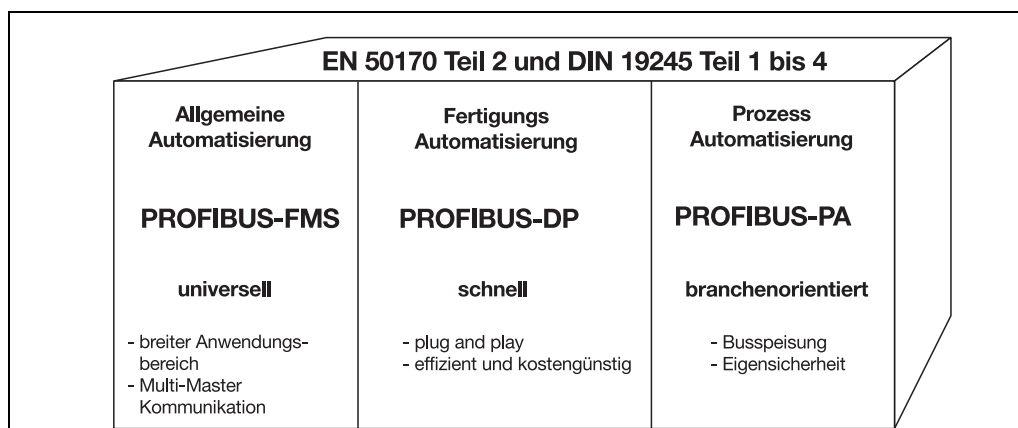 EN 50170 Teil 2 und DIN 19245 Teil 1 bis 4
Allgemeine
Automatisierung
PROFIBUS-FMS
universell
- breiter Anwendungs-
bereich
- Multi-Master
Kommunikation
Fertigungs
Automatisierung
PROFIBUS-DP
schnell
- plug and play
- effizient und kostengünstig
Prozess
Automatisierung
PROFIBUS-PA
branchenorientiert
- Busspeisung
- Eigensicherheit